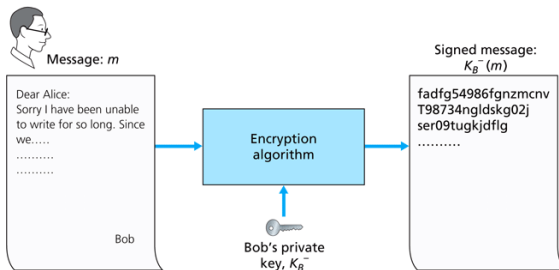 Message: m
Dear Alice:
Sorry I have been unable
to write for so long. Since
we.....
..........
..........
Bob
Encryption
algorithm
Bob's private
key, K_B^-
Signed message:
K_B^- (m)
fadfg54986fgnzmcnv
T98734ngldskg02j
ser09tugkjdflg
..........